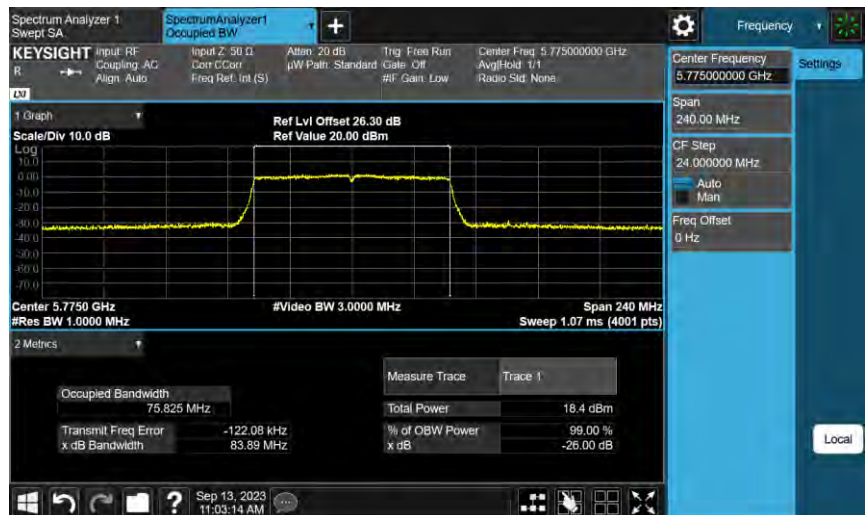 Spectrum Analyzer 1
Swept SA
SpectrumAnalyzer1
Occupied BW
Frequency
KEYSIGHT
R
LXI
Input: RF
Coupling: AC
Align: Auto
Input Z: 50 Ω
Corr CCorr
Freq Ref: Int (S)
Atten: 20 dB
µW Path: Standard
Trig: Free Run
Gate: Off
#IF Gain: Low
Center Freq: 5.775000000 GHz
Avg|Hold: 1/1
Radio Std: None
Center Frequency
5.775000000 GHz
Settings
Span
240.00 MHz
CF Step
24.000000 MHz
Auto
Man
Freq Offset
0 Hz
Local
1 Graph
Scale/Div 10.0 dB
Ref Lvl Offset 26.30 dB
Ref Value 20.00 dBm
Log
10.0
0.00
-10.0
-20.0
-30.0
-40.0
-50.0
-60.0
-70.0
Center 5.7750 GHz
#Res BW 1.0000 MHz
#Video BW 3.0000 MHz
Span 240 MHz
Sweep 1.07 ms (4001 pts)
2 Metrics
Measure Trace Trace 1
Occupied Bandwidth
75.825 MHz
Total Power 18.4 dBm
Transmit Freq Error -122.08 kHz
% of OBW Power 99.00 %
x dB Bandwidth 83.89 MHz
x dB -26.00 dB
?
Sep 13, 2023
11:03:14 AM